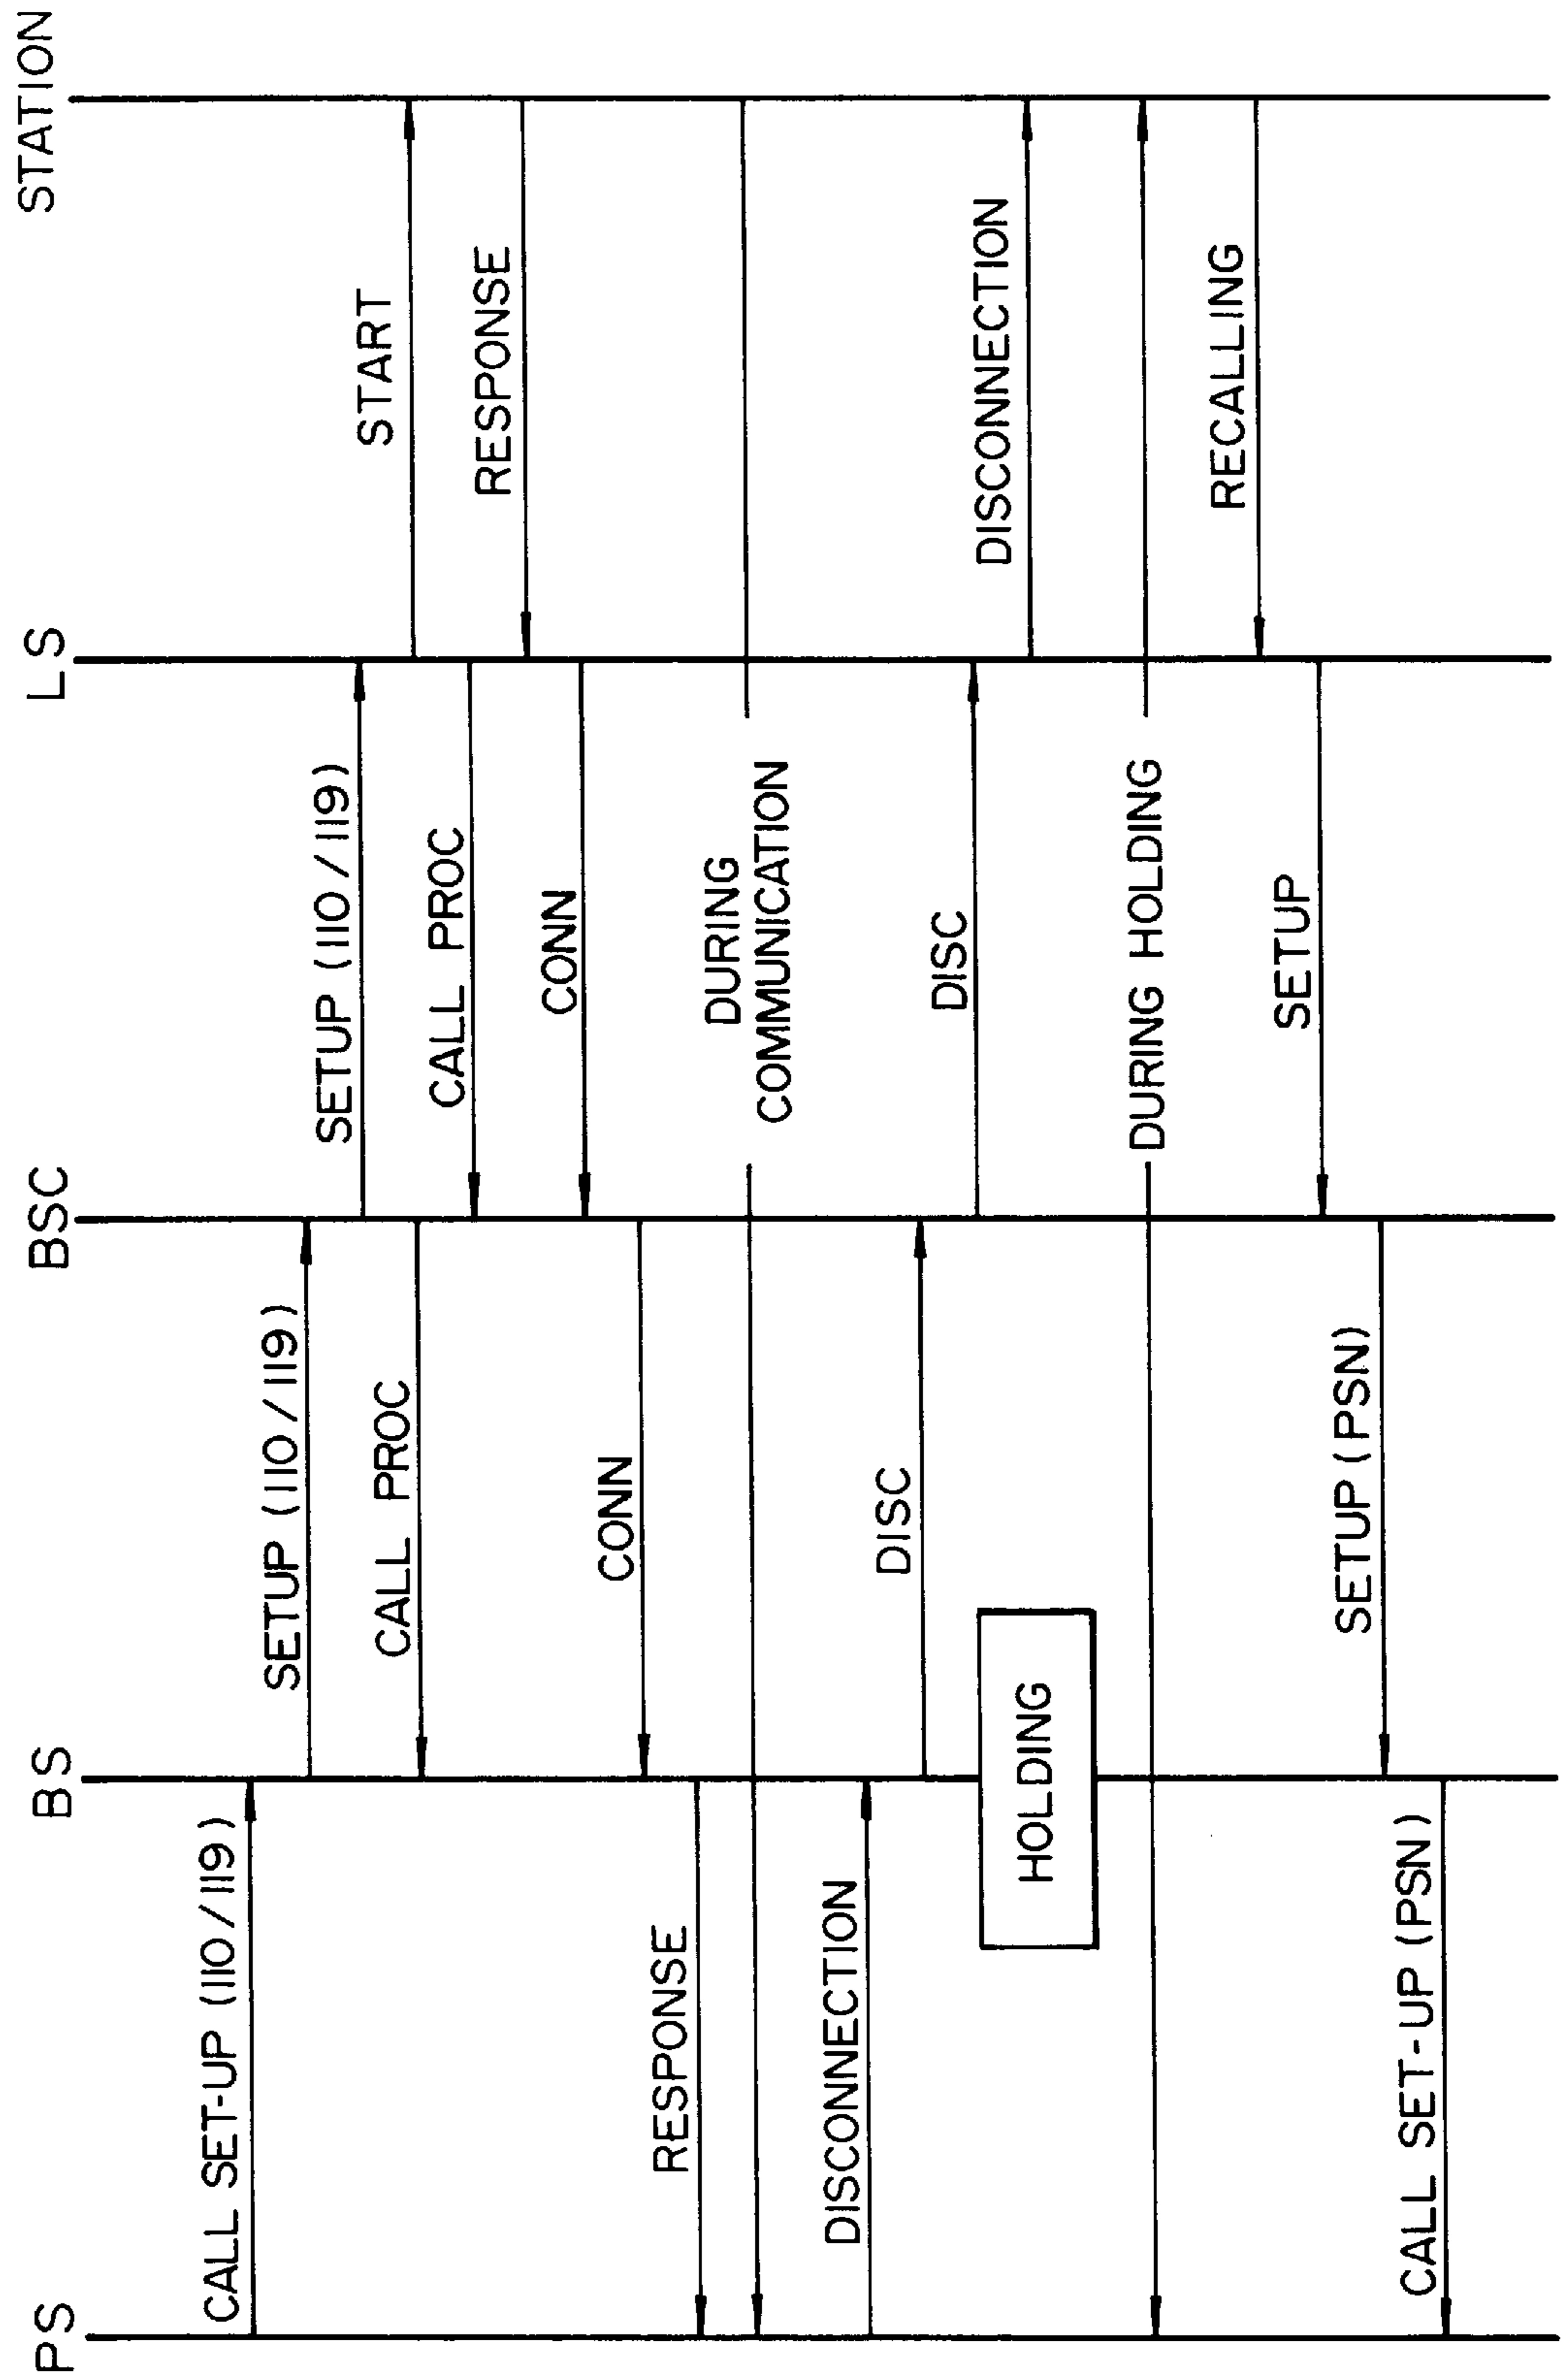 PS
BS
BSC
LS
STATION
CALL SET-UP (110/119)
SETUP (110/119)
SETUP (110/119)
START
CALL PROC
CALL PROC
RESPONSE
CONN
CONN
RESPONSE
DURING
COMMUNICATION
DISCONNECTION
DISC
DISC
DISCONNECTION
HOLDING
DURING HOLDING
RECALLING
SETUP
SETUP (PSN)
CALL SET-UP (PSN)